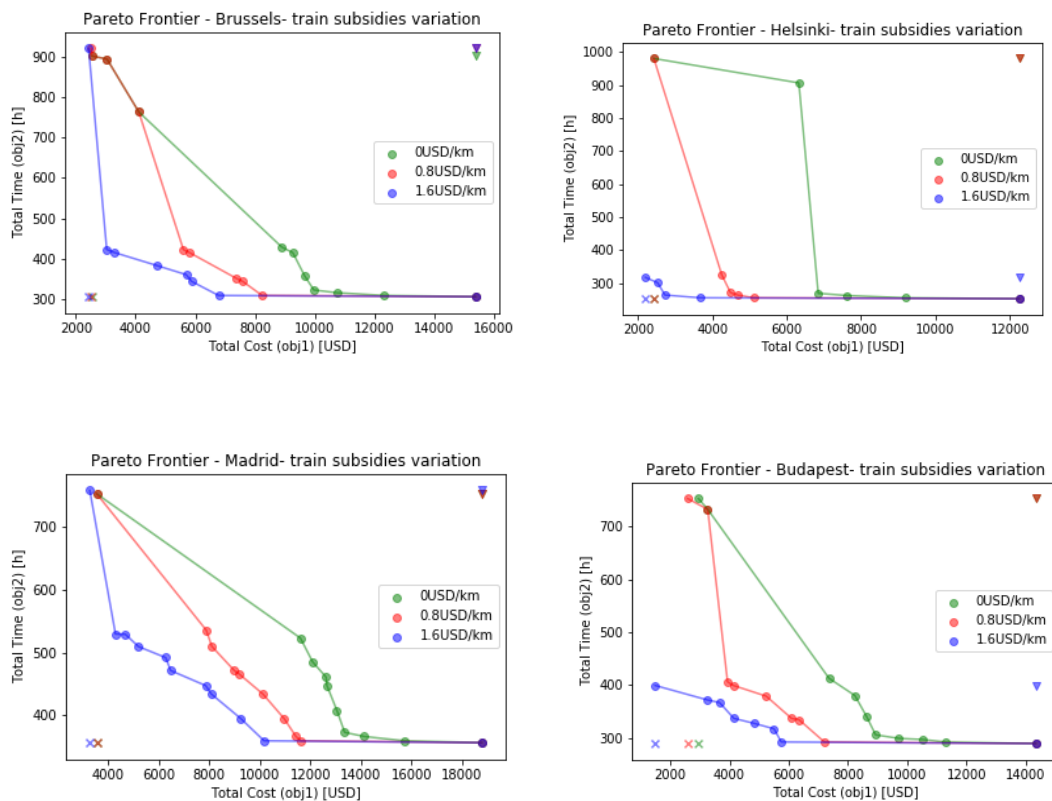 Pareto Frontier - Brussels- train subsidies variation
Total Time (obj2) [h]
900
800
700
600
500
400
300
0USD/km
0.8USD/km
1.6USD/km
2000 4000 6000 8000 10000 12000 14000 16000
Total Cost (obj1) [USD]
Pareto Frontier - Helsinki- train subsidies variation
Total Time (obj2) [h]
1000
900
800
700
600
500
400
300
0USD/km
0.8USD/km
1.6USD/km
2000 4000 6000 8000 10000 12000
Total Cost (obj1) [USD]
Pareto Frontier - Madrid- train subsidies variation
Total Time (obj2) [h]
700
600
500
400
0USD/km
0.8USD/km
1.6USD/km
4000 6000 8000 10000 12000 14000 16000 18000
Total Cost (obj1) [USD]
Pareto Frontier - Budapest- train subsidies variation
Total Time (obj2) [h]
700
600
500
400
300
0USD/km
0.8USD/km
1.6USD/km
2000 4000 6000 8000 10000 12000 14000
Total Cost (obj1) [USD]